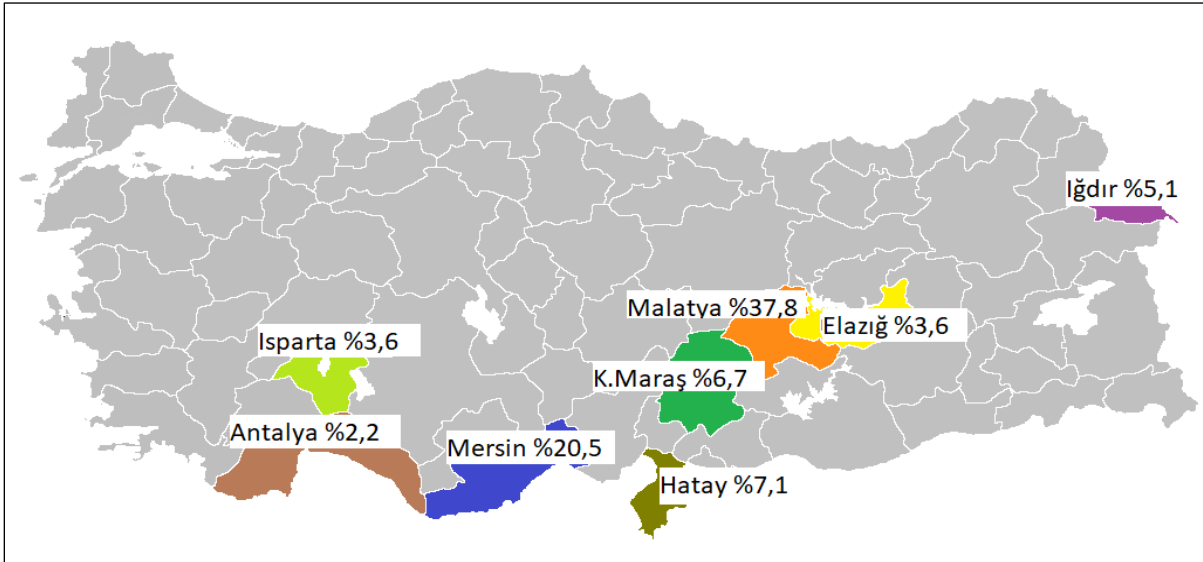 Iğdır %5,1
Malatya %37,8
Elazığ %3,6
Isparta %3,6
K.Maraş %6,7
Antalya %2,2
Mersin %20,5
Hatay %7,1